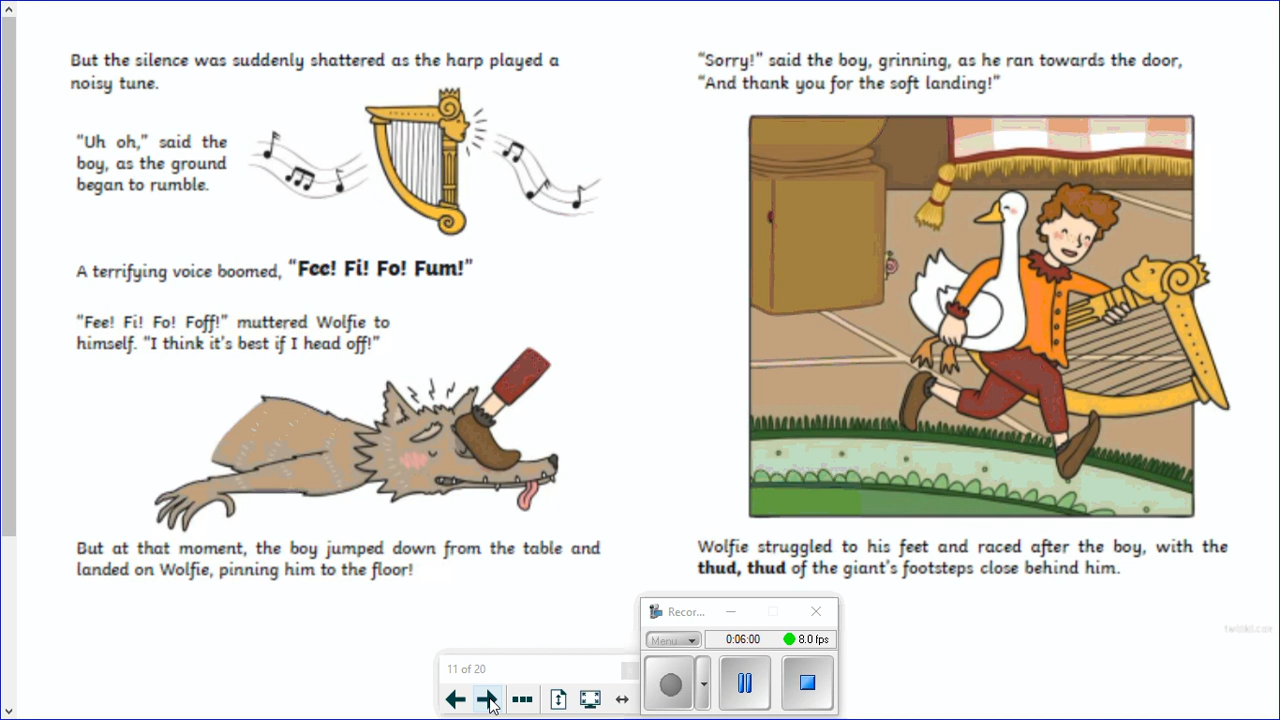 But the silence was suddenly shattered as the harp played a
noisy tune.
“Uh oh,” said the
boy, as the ground
began to rumble.
A terrifying voice boomed, “Fee! Fi! Fo! Fum!”
“Fee! Fi! Fo! Foff!” muttered Wolfie to
himself. “I think it's best if I head off!”
But at that moment, the boy jumped down from the table and
landed on Wolfie, pinning him to the floor!
“Sorry!” said the boy, grinning, as he ran towards the door,
“And thank you for the soft landing!”
Wolfie struggled to his feet and raced after the boy, with the
thud, thud of the giant's footsteps close behind him.
twinkl.com
11 of 20
Recor...
Menu
0:06:00
8.0 fps